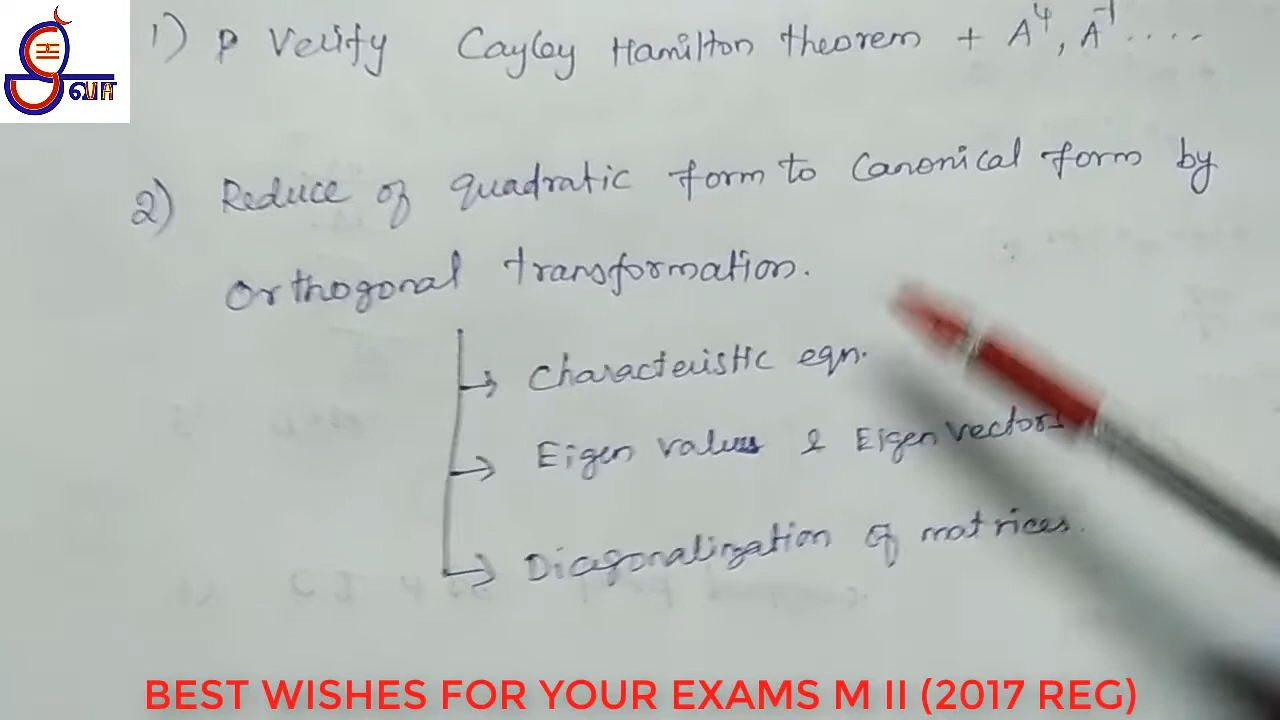 சிவா
1) P Verify Cayley Hamilton theorem + A⁴, A⁻¹ ....
2) Reduce of quadratic form to Canonical form by
Orthogonal transformation.
→ Characteristic eqn.
→ Eigen values & Eigen vectors
→ Diagonalization of matrices.
BEST WISHES FOR YOUR EXAMS M II (2017 REG)